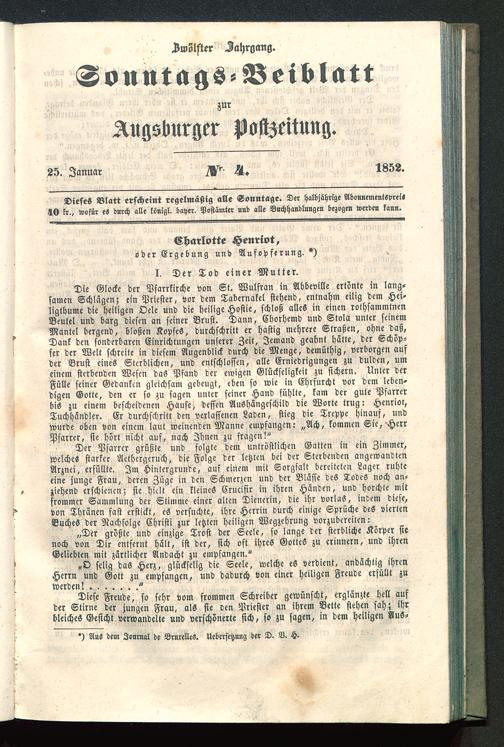 Zwölfter Jahrgang.
Sonntags-Beiblatt
zur
Augsburger Postzeitung.
25. Januar Nr. 4. 1852.
Dieses Blatt erscheint regelmäßig alle Sonntage. Der halbjährige Abonnementspreis
40 kr., wofür es durch alle königl. bayer. Postämter und alle Buchhandlungen bezogen werden kann.
Charlotte Henriot,
oder Ergebung und Aufopferung. *)
I. Der Tod einer Mutter.
Die Glocke der Pfarrkirche von St. Wulfran in Abbeville ertönte in lang-
samen Schlägen; ein Priester, vor dem Tabernakel stehend, entnahm eilig dem Hei-
ligthume die heiligen Oele und die heilige Hostie, schloß alles in einen rothsammtnen
Beutel und barg diesen an seiner Brust. Dann, Chorhemd und Stola unter seinem
Mantel bergend, bloßen Kopfes, durchschritt er hastig mehrere Straßen, ohne daß,
Dank den sonderbaren Einrichtungen unserer Zeit, Jemand geahnt hätte, der Schöp-
fer der Welt schreite in diesem Augenblick durch die Menge, demüthig, verborgen auf
der Brust eines Sterblichen, und entschlossen, alle Erniedrigungen zu dulden, um
einem sterbenden Wesen das Pfand der ewigen Glückseligkeit zu sichern. Unter der
Fülle seiner Gedanken gleichsam gebeugt, eben so wie in Ehrfurcht vor dem leben-
digen Gotte, den er so zu sagen unter seiner Hand fühlte, kam der gute Pfarrer
bis zu einem bescheidenen Hause, dessen Aushängschild die Worte trug: Henriot,
Tuchhändler. Er durchschritt den verlassenen Laden, stieg die Treppe hinauf, und
wurde oben von einem laut weinenden Manne empfangen: „Ach, kommen Sie, Herr
Pfarrer, sie hört nicht auf, nach Ihnen zu fragen!“
Der Pfarrer grüßte und folgte dem untröstlichen Gatten in ein Zimmer,
welches starker Aethergeruch, die Folge der letzten bei der Sterbenden angewandten
Arznei, erfüllte. Im Hintergrunde, auf einem mit Sorgfalt bereiteten Lager ruhte
eine junge Frau, deren Züge in den Schmerzen und der Blässe des Todes noch an-
ziehend erschienen; sie hielt ein kleines Crucifix in ihren Händen, und horchte mit
frommer Sammlung der Stimme einer alten Dienerin, die ihr vorlas, indem diese,
von Thränen fast erstickt, es versuchte, ihre Herrin durch einige Sprüche des vierten
Buches der Nachfolge Christi zur letzten heiligen Wegzehrung vorzubereiten:
„Der größte und einzige Trost der Seele, so lange der sterbliche Körper sie
noch von Dir entfernt hält, ist der, sich oft ihres Gottes zu erinnern, und ihren
Geliebten mit zärtlicher Andacht zu empfangen.“
„O selig das Herz, glückselig die Seele, welche es verdient, andächtig ihren
Herrn und Gott zu empfangen, und dadurch von einer heiligen Freude erfüllt zu
werden! . . . . . . .“
Diese Freude, so sehr vom frommen Schreiber gewünscht, erglänzte hell auf
der Stirne der jungen Frau, als sie den Priester an ihrem Bette stehen sah; ihr
bleiches Gesicht verwandelte und verschönerte sich, so zu sagen, in dem heiligen Aus-
*) Aus dem Journal de Bruxelles. Uebersetzung der D. V. H.